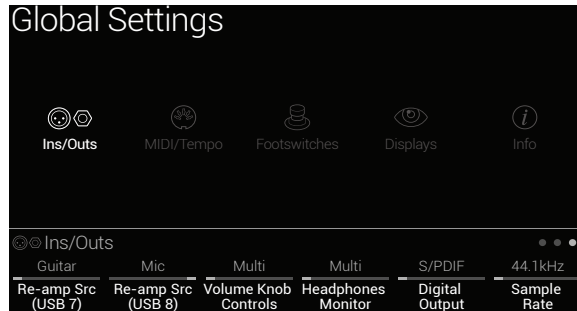 Global Settings
Ins/Outs MIDI/Tempo Footswitches Displays Info
Ins/Outs
Guitar Mic Multi Multi S/PDIF 44.1kHz
Re-amp Src Re-amp Src Volume Knob Headphones Digital Sample
(USB 7) (USB 8) Controls Monitor Output Rate